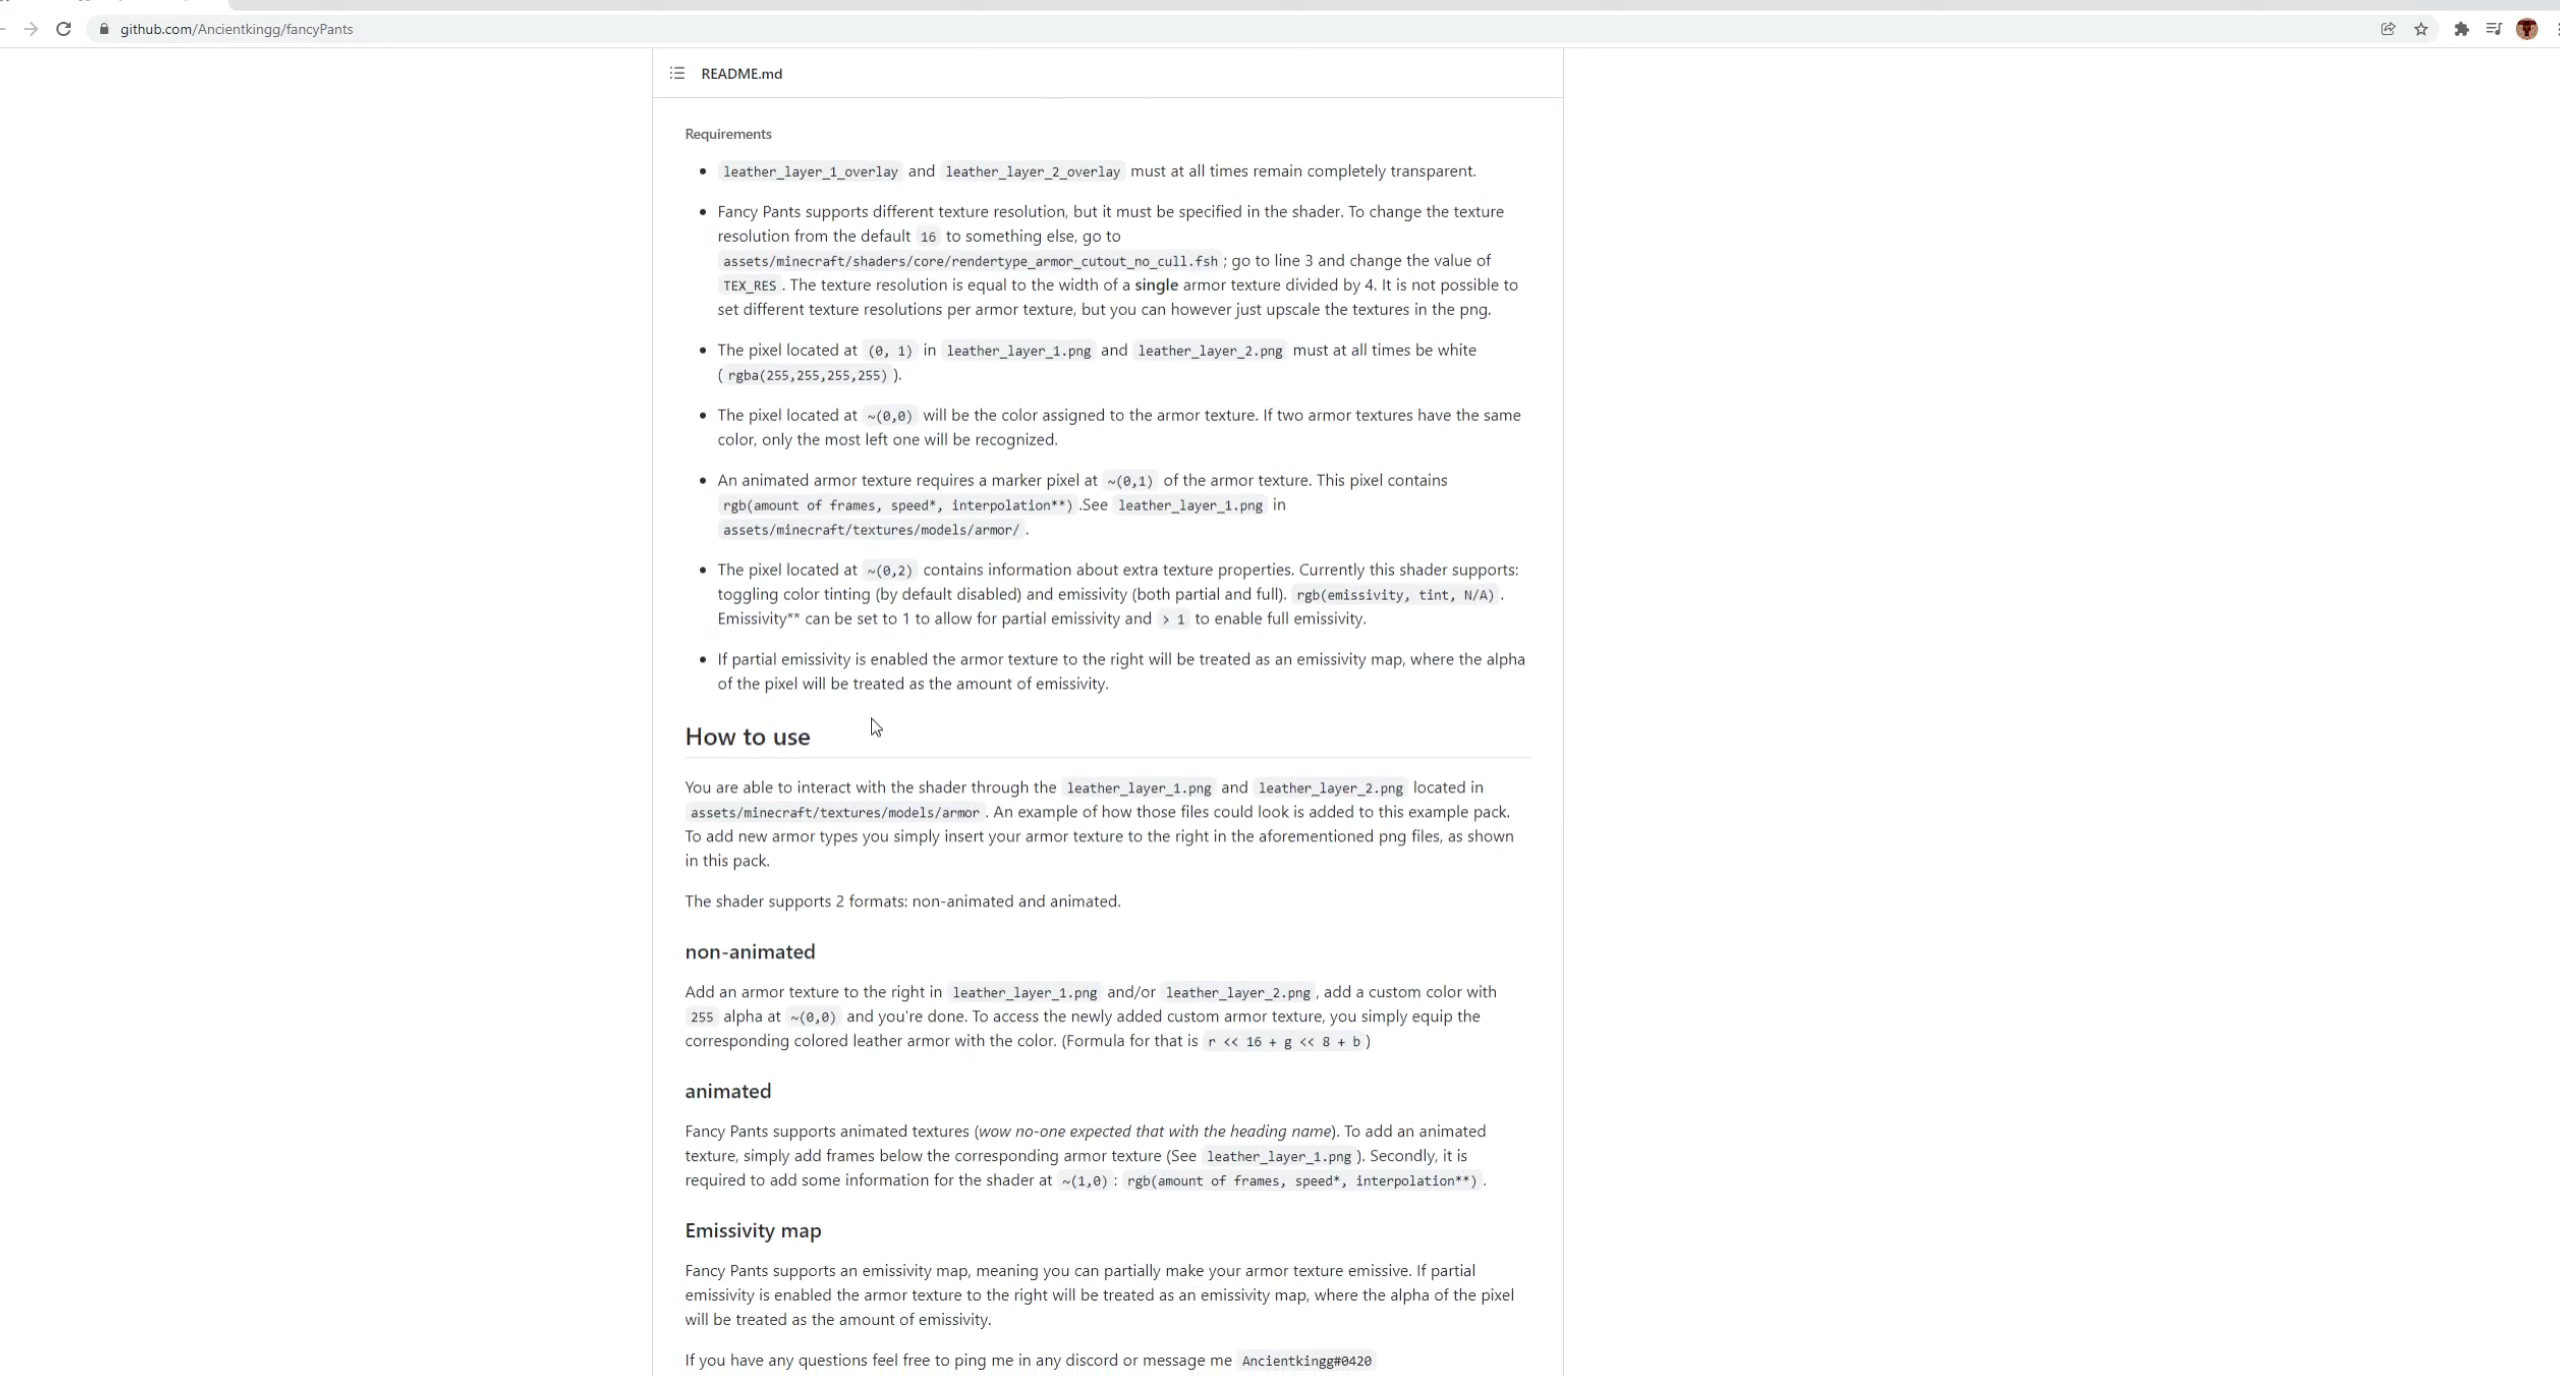 github.com/Ancientkingg/fancyPants
README.md
Requirements
leather_layer_1_overlay and leather_layer_2_overlay must at all times remain completely transparent.
Fancy Pants supports different texture resolution, but it must be specified in the shader. To change the texture
resolution from the default 16 to something else, go to
assets/minecraft/shaders/core/rendertype_armor_cutout_no_cull.fsh ; go to line 3 and change the value of
TEX_RES . The texture resolution is equal to the width of a single armor texture divided by 4. It is not possible to
set different texture resolutions per armor texture, but you can however just upscale the textures in the png.
The pixel located at (0, 1) in leather_layer_1.png and leather_layer_2.png must at all times be white
( rgba(255,255,255,255) ).
The pixel located at ~(0,0) will be the color assigned to the armor texture. If two armor textures have the same
color, only the most left one will be recognized.
An animated armor texture requires a marker pixel at ~(0,1) of the armor texture. This pixel contains
rgb(amount of frames, speed*, interpolation**) .See leather_layer_1.png in
assets/minecraft/textures/models/armor/ .
The pixel located at ~(0,2) contains information about extra texture properties. Currently this shader supports:
toggling color tinting (by default disabled) and emissivity (both partial and full). rgb(emissivity, tint, N/A) .
Emissivity** can be set to 1 to allow for partial emissivity and > 1 to enable full emissivity.
If partial emissivity is enabled the armor texture to the right will be treated as an emissivity map, where the alpha
of the pixel will be treated as the amount of emissivity.
How to use
You are able to interact with the shader through the leather_layer_1.png and leather_layer_2.png located in
assets/minecraft/textures/models/armor . An example of how those files could look is added to this example pack.
To add new armor types you simply insert your armor texture to the right in the aforementioned png files, as shown
in this pack.
The shader supports 2 formats: non-animated and animated.
non-animated
Add an armor texture to the right in leather_layer_1.png and/or leather_layer_2.png , add a custom color with
255 alpha at ~(0,0) and you're done. To access the newly added custom armor texture, you simply equip the
corresponding colored leather armor with the color. (Formula for that is r << 16 + g << 8 + b )
animated
Fancy Pants supports animated textures (wow no-one expected that with the heading name). To add an animated
texture, simply add frames below the corresponding armor texture (See leather_layer_1.png ). Secondly, it is
required to add some information for the shader at ~(1,0) : rgb(amount of frames, speed*, interpolation**) .
Emissivity map
Fancy Pants supports an emissivity map, meaning you can partially make your armor texture emissive. If partial
emissivity is enabled the armor texture to the right will be treated as an emissivity map, where the alpha of the pixel
will be treated as the amount of emissivity.
If you have any questions feel free to ping me in any discord or message me Ancientkingg#0420